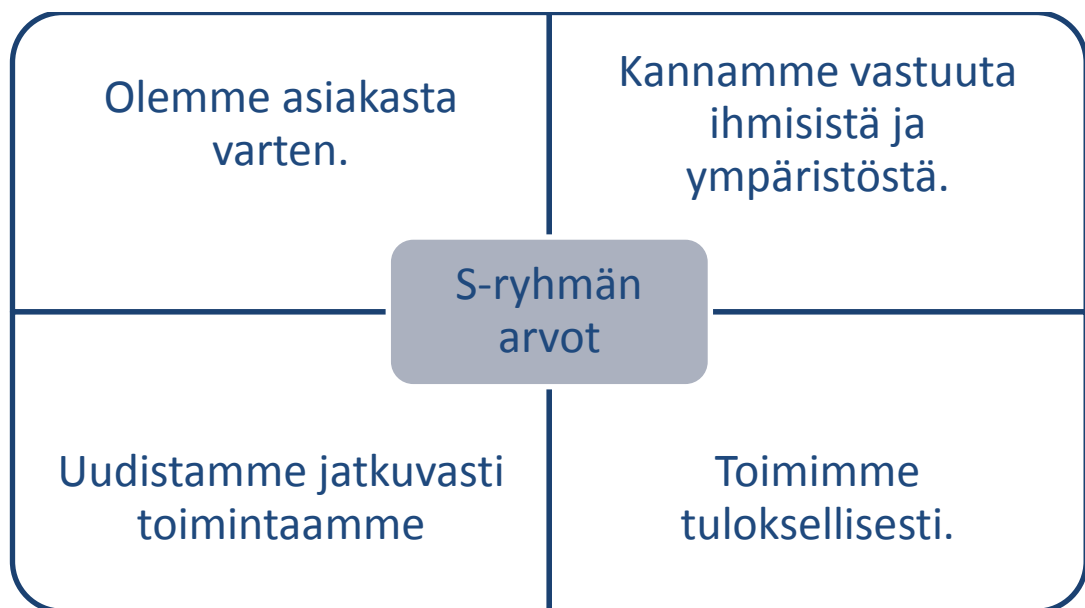 Olemme asiakasta
varten.
Kannamme vastuuta
ihmisistä ja
ympäristöstä.
S-ryhmän
arvot
Uudistamme jatkuvasti
toimintaamme
Toimimme
tuloksellisesti.